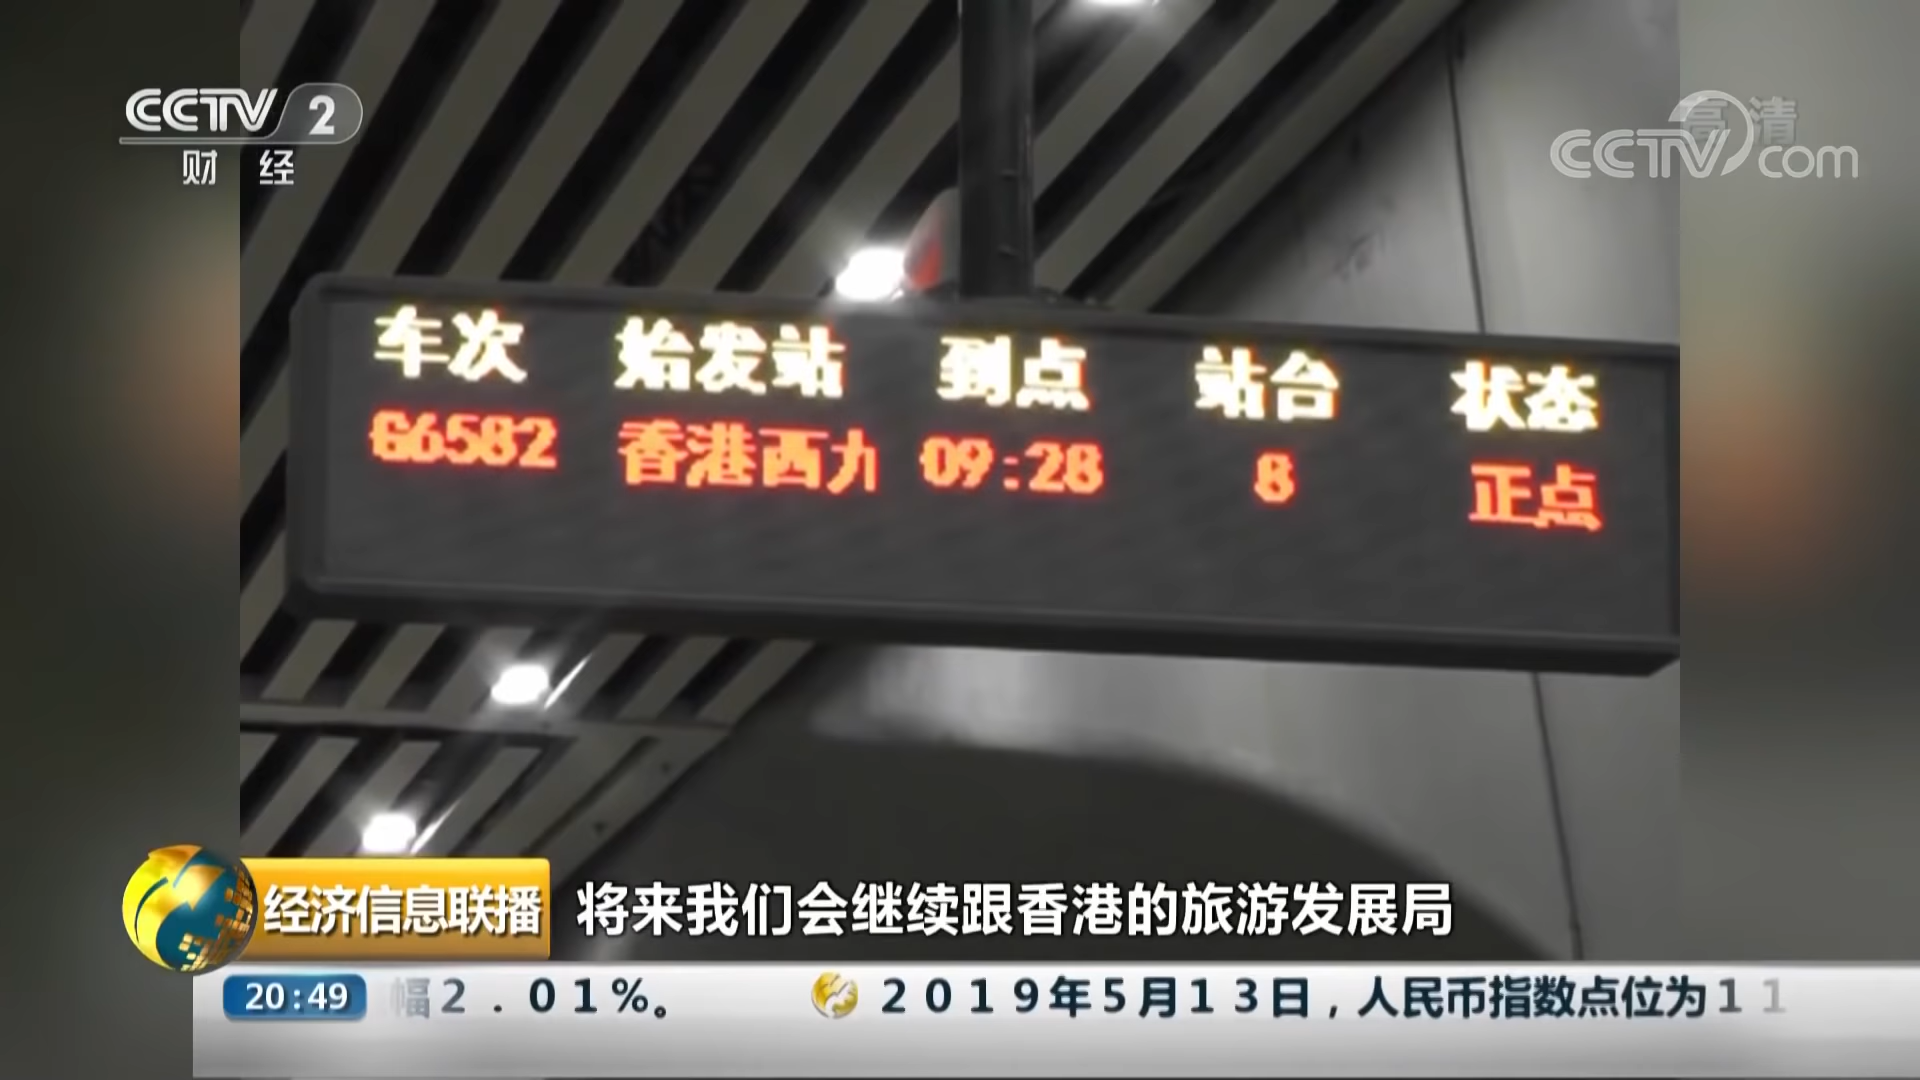 CCTV 2
财经
高清
CCTV com
车次 始发站 到点 站台 状态
G6582 香港西九 09:28 8 正点
经济信息联播
将来我们会继续跟香港的旅游发展局
20:49 幅2.01%。 2019年5月13日，人民币指数点位为11